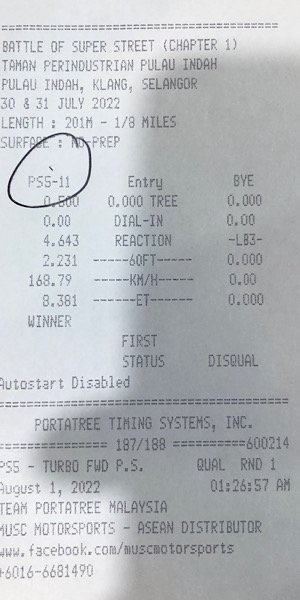 ================================
BATTLE OF SUPER STREET (CHAPTER 1)
TAMAN PERINDUSTRIAN PULAU INDAH
PULAU INDAH, KLANG, SELANGOR
30 & 31 JULY 2022
LENGTH : 201M - 1/8 MILES
SURFACE : NO-PREP
PS5-11 Entry BYE
0.500 0.000 TREE 0.000
0.00 DIAL-IN 0.000
4.643 REACTION -L83-
2.231 -----60FT----- 0.000
168.79 -----KM/H----- 0.00
8.381 ------ET------ 0.000
WINNER
FIRST
STATUS DISQUAL
Autostart Disabled
================================
PORTATREE TIMING SYSTEMS, INC.
============== 187/188 ==========600214
PS5 - TURBO FWD P.S. QUAL RND 1
August 1, 2022 01:26:57 AM
TEAM PORTATREE MALAYSIA
MUSC MOTORSPORTS - ASEAN DISTRIBUTOR
www.facebook.com/muscmotorsports
+6016-6681490